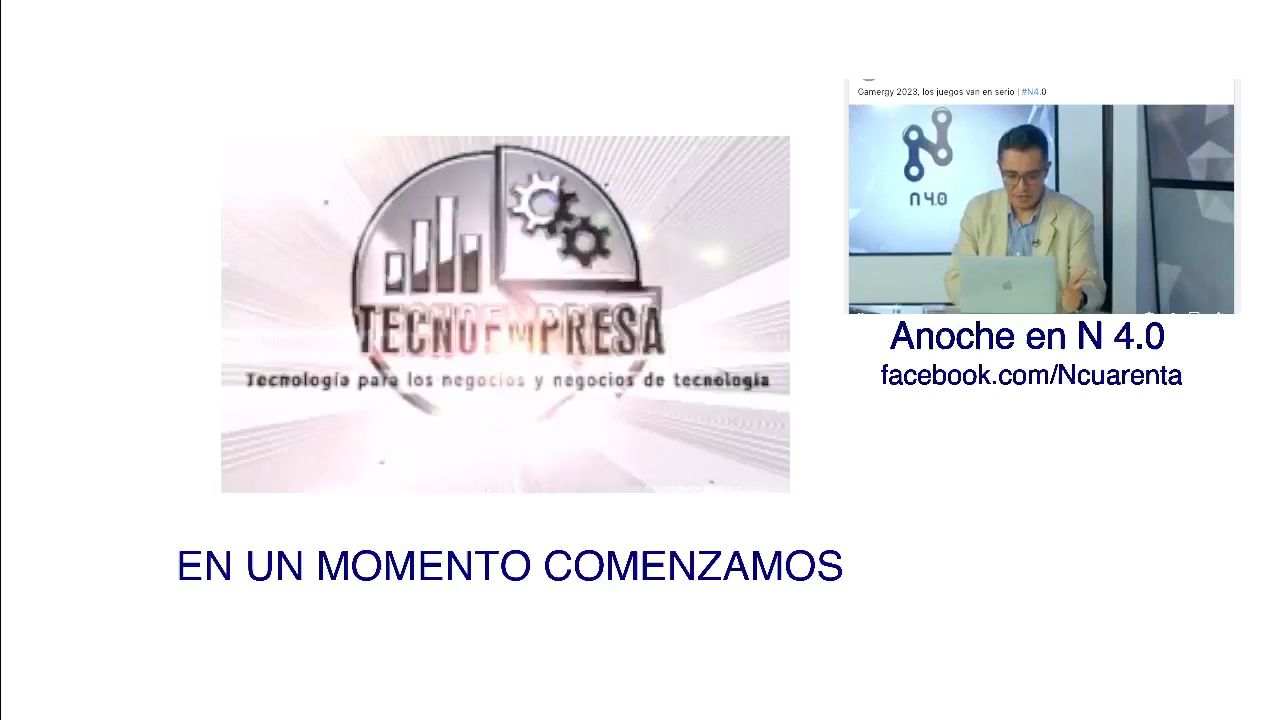 Gamergy 2023, los juegos van en serio | #N4.0
N 4.0
TECNOEMPRESA
Tecnología para los negocios y negocios de tecnología
Anoche en N 4.0
facebook.com/Ncuarenta
EN UN MOMENTO COMENZAMOS